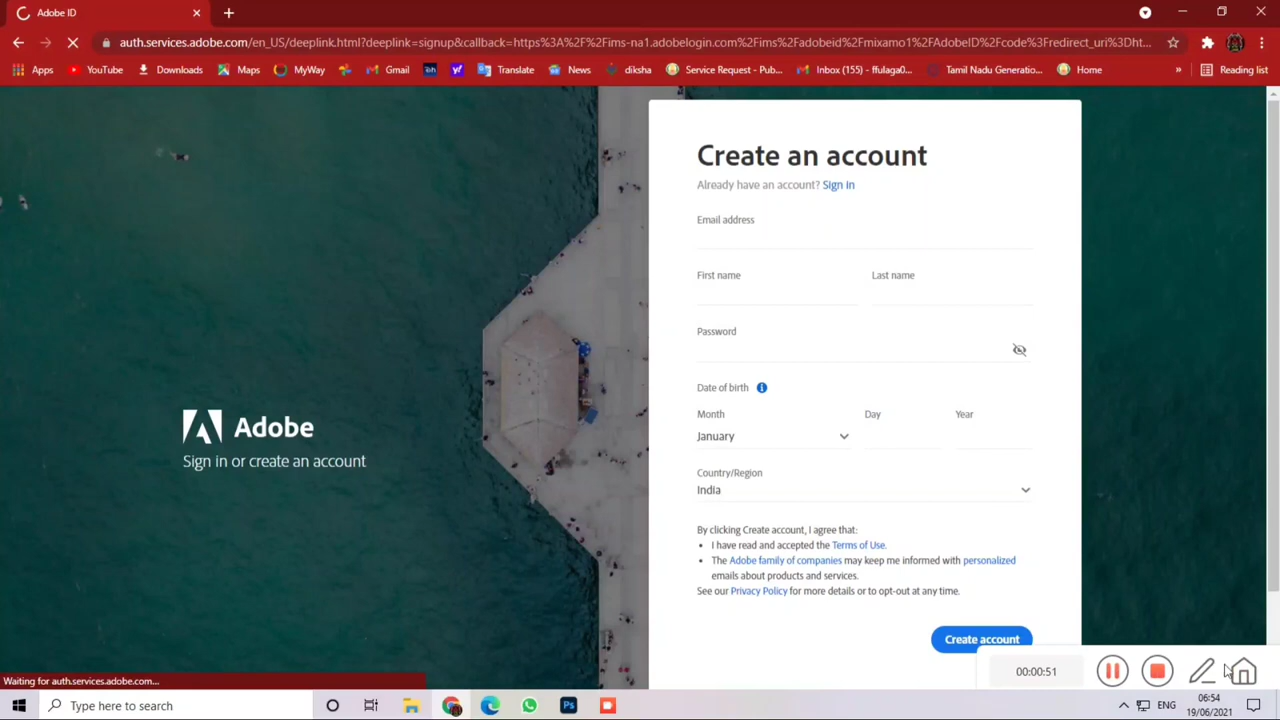 Adobe ID
auth.services.adobe.com/en_US/deeplink.html?deeplink=signup&callback=https%3A%2F%2Fims-na1.adobelogin.com%2Fims%2Fadobeid%2Fmixamo1%2FAdobeID%2Fcode%3Fredirect_uri%3Dht...
Apps YouTube Downloads Maps MyWay Gmail Translate News diksha Service Request - Pub... Inbox (155) - ffulaga0... Tamil Nadu Generatio... Home » Reading list
Create an account
Already have an account? Sign in
Email address
First name Last name
Password
Date of birth
Month Day Year
January
Country/Region
India
Adobe
Sign in or create an account
By clicking Create account, I agree that:
• I have read and accepted the Terms of Use.
• The Adobe family of companies may keep me informed with personalized
emails about products and services.
See our Privacy Policy for more details or to opt-out at any time.
Create account
00:00:51
Waiting for auth.services.adobe.com...
Type here to search
ENG
06:54
19/06/2021